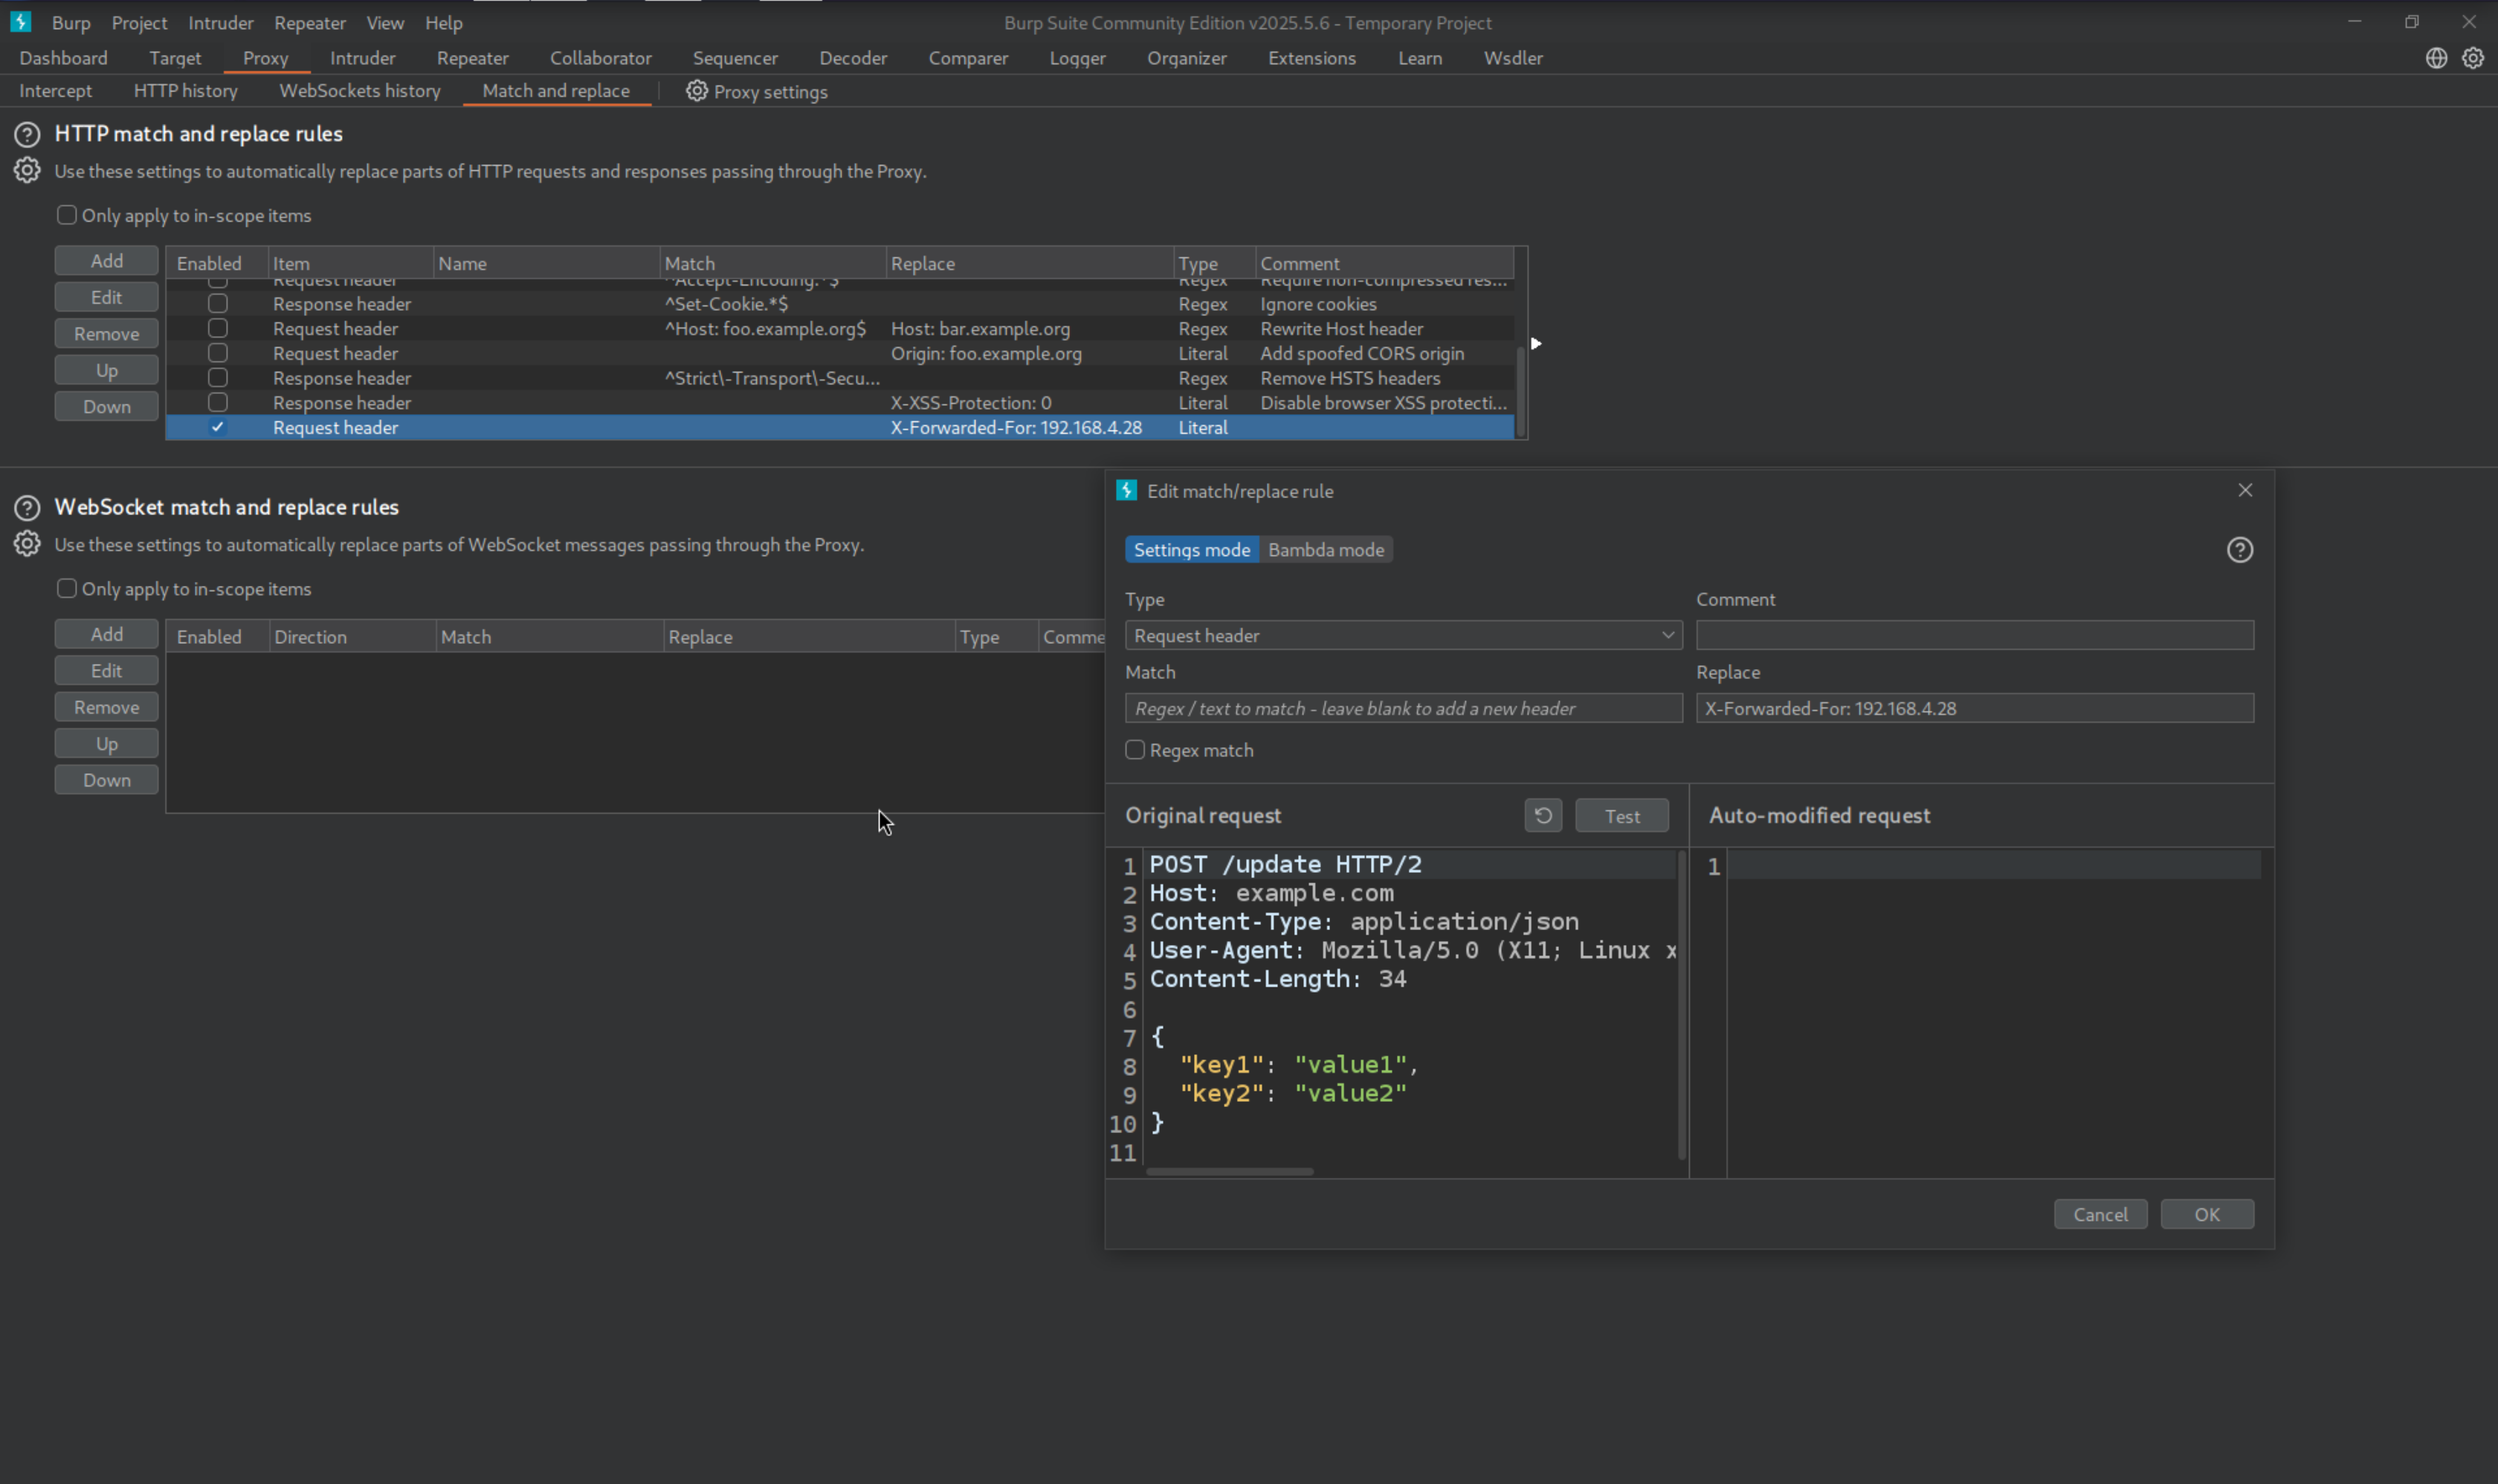 Burp Project Intruder Repeater View Help Burp Suite Community Edition v2025.5.6 - Temporary Project
Dashboard Target Proxy Intruder Repeater Collaborator Sequencer Decoder Comparer Logger Organizer Extensions Learn Wsdler
Intercept HTTP history WebSockets history Match and replace Proxy settings
HTTP match and replace rules
Use these settings to automatically replace parts of HTTP requests and responses passing through the Proxy.
Only apply to in-scope items
Add
Edit
Remove
Up
Down
Enabled Item Name Match Replace Type Comment
Request header ^Accept-Encoding.*$ Regex Require non-compressed res...
Response header ^Set-Cookie.*$ Regex Ignore cookies
Request header ^Host: foo.example.org$ Host: bar.example.org Regex Rewrite Host header
Request header Origin: foo.example.org Literal Add spoofed CORS origin
Response header ^Strict\-Transport\-Secu... Regex Remove HSTS headers
Response header X-XSS-Protection: 0 Literal Disable browser XSS protecti...
Request header X-Forwarded-For: 192.168.4.28 Literal
WebSocket match and replace rules
Use these settings to automatically replace parts of WebSocket messages passing through the Proxy.
Only apply to in-scope items
Add
Edit
Remove
Up
Down
Enabled Direction Match Replace Type Comme
Edit match/replace rule
Settings mode Bambda mode
Type Comment
Request header
Match Replace
Regex / text to match - leave blank to add a new header X-Forwarded-For: 192.168.4.28
Regex match
Original request Test Auto-modified request
1 POST /update HTTP/2 1
2 Host: example.com
3 Content-Type: application/json
4 User-Agent: Mozilla/5.0 (X11; Linux x
5 Content-Length: 34
6
7 {
8 "key1": "value1",
9 "key2": "value2"
10 }
11
Cancel OK